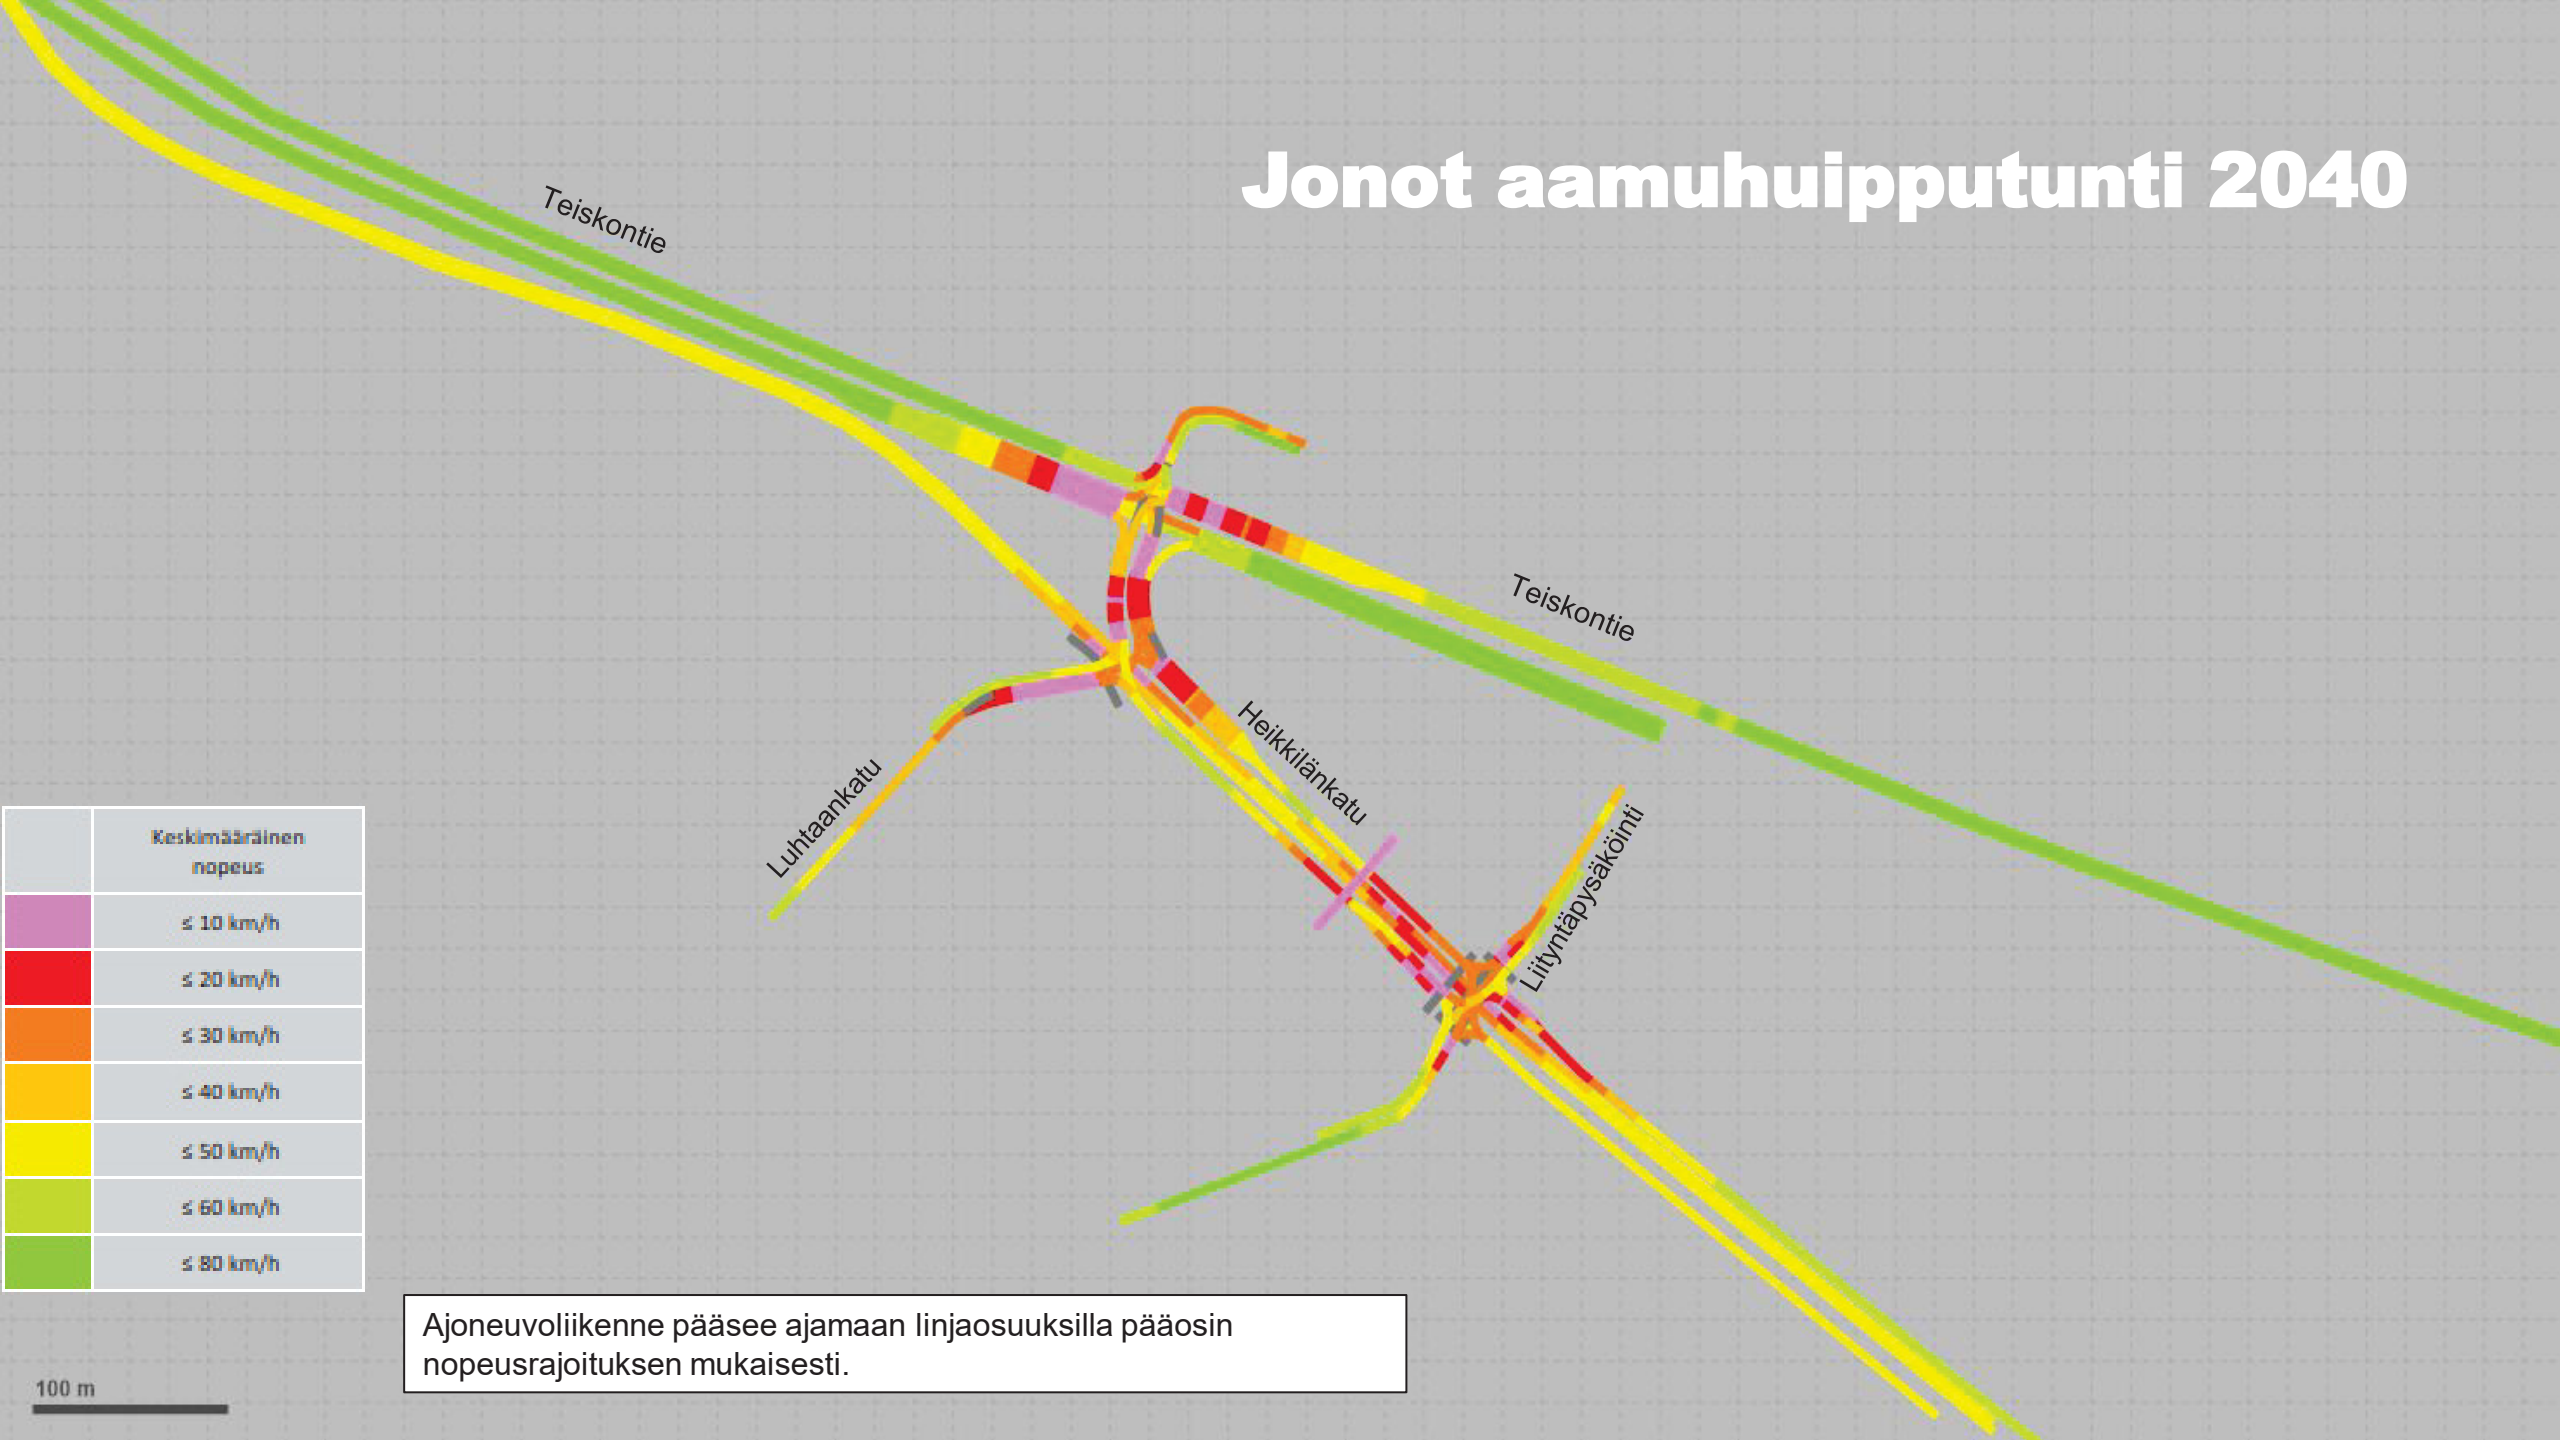 Jonot aamuhuipputunti 2040
Teiskontie
Teiskontie
Heikkilänkatu
Luhtaankatu
Liityntäpysäköinti
Keskimääräinen
nopeus
≤ 10 km/h
≤ 20 km/h
≤ 30 km/h
≤ 40 km/h
≤ 50 km/h
≤ 60 km/h
≤ 80 km/h
Ajoneuvoliikenne pääsee ajamaan linjaosuuksilla pääosin
nopeusrajoituksen mukaisesti.
100 m